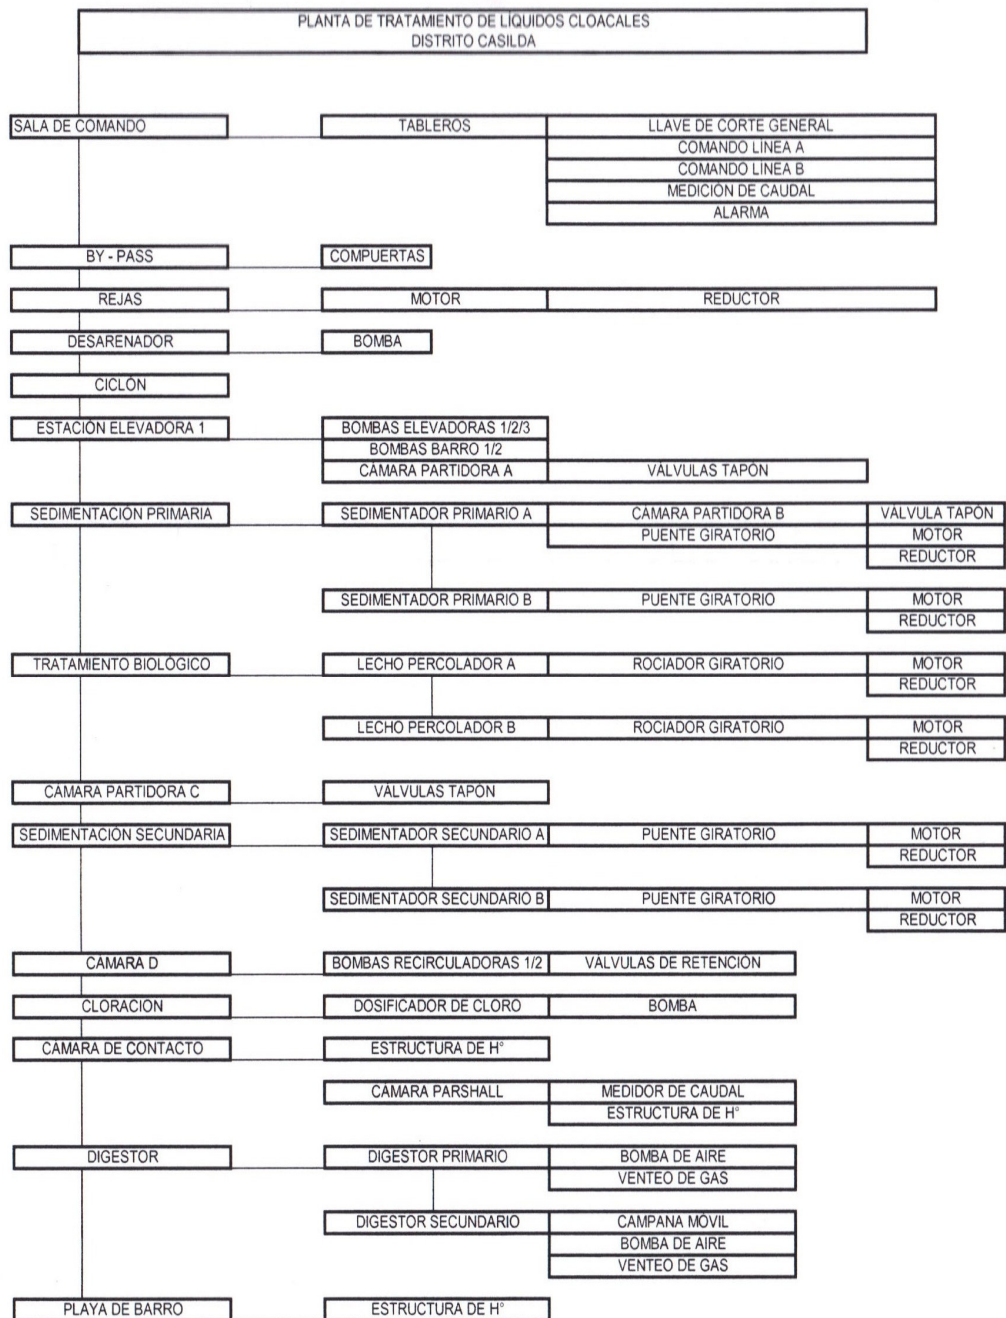 PLANTA DE TRATAMIENTO DE LÍQUIDOS CLOACALES
DISTRITO CASILDA
SALA DE COMANDO TABLEROS LLAVE DE CORTE GENERAL
COMANDO LINEA A
COMANDO LINEA B
MEDICIÓN DE CAUDAL
ALARMA
BY - PASS COMPUERTAS
REJAS MOTOR REDUCTOR
DESARENADOR BOMBA
CICLÓN
ESTACIÓN ELEVADORA 1 BOMBAS ELEVADORAS 1/2/3
BOMBAS BARRO 1/2
CÁMARA PARTIDORA A VÁLVULAS TAPÓN
SEDIMENTACIÓN PRIMARIA SEDIMENTADOR PRIMARIO A CÁMARA PARTIDORA B VÁLVULA TAPÓN
PUENTE GIRATORIO MOTOR
REDUCTOR
SEDIMENTADOR PRIMARIO B PUENTE GIRATORIO MOTOR
REDUCTOR
TRATAMIENTO BIOLÓGICO LECHO PERCOLADOR A ROCIADOR GIRATORIO MOTOR
REDUCTOR
LECHO PERCOLADOR B ROCIADOR GIRATORIO MOTOR
REDUCTOR
CÁMARA PARTIDORA C VÁLVULAS TAPÓN
SEDIMENTACIÓN SECUNDARIA SEDIMENTADOR SECUNDARIO A PUENTE GIRATORIO MOTOR
REDUCTOR
SEDIMENTADOR SECUNDARIO B PUENTE GIRATORIO MOTOR
REDUCTOR
CÁMARA D BOMBAS RECIRCULADORAS 1/2 VÁLVULAS DE RETENCIÓN
CLORACION DOSIFICADOR DE CLORO BOMBA
CÁMARA DE CONTACTO ESTRUCTURA DE H°
CÁMARA PARSHALL MEDIDOR DE CAUDAL
ESTRUCTURA DE H°
DIGESTOR DIGESTOR PRIMARIO BOMBA DE AIRE
VENTEO DE GAS
DIGESTOR SECUNDARIO CAMPANA MÓVIL
BOMBA DE AIRE
VENTEO DE GAS
PLAYA DE BARRO ESTRUCTURA DE H°